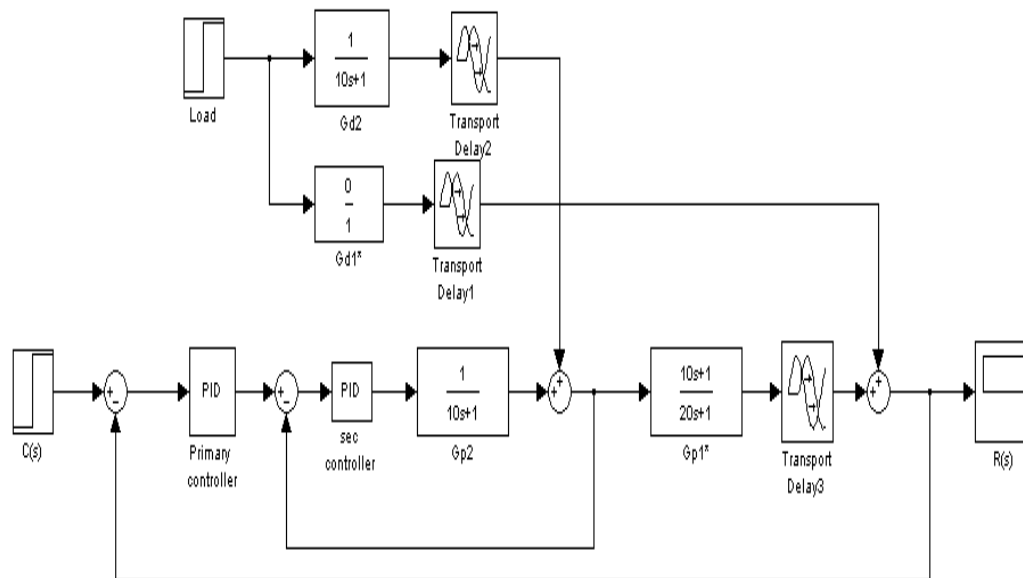 1
10s+1
Gd2
Load
Transport
Delay2
0
1
Gd1*
Transport
Delay1
C(s)
+
-
PID
Primary
controller
+
-
PID
sec
controller
1
10s+1
Gp2
+
+
10s+1
20s+1
Gp1*
Transport
Delay3
+
+
R(s)